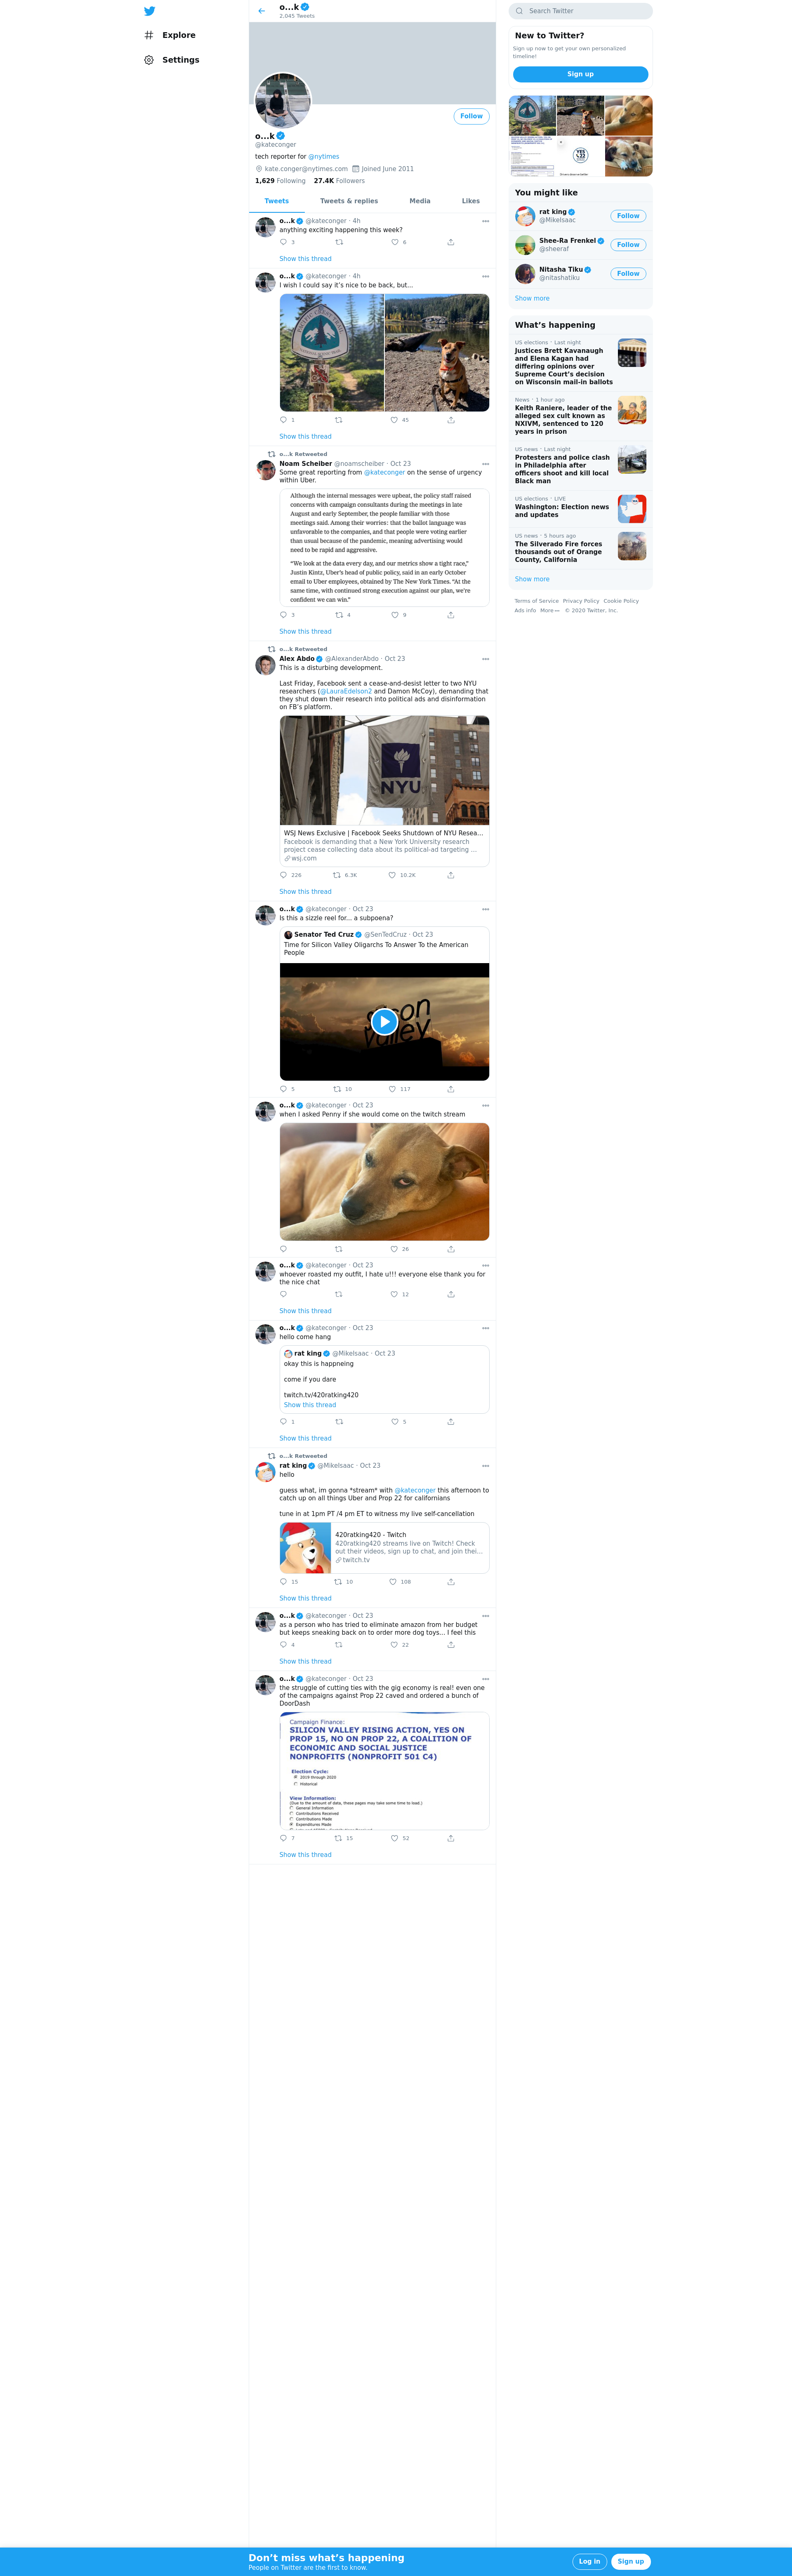 Explore
Settings
o...k
2,045 Tweets
Follow
o...k
@kateconger
tech reporter for @nytimes
kate.conger@nytimes.com Joined June 2011
1,629 Following 27.4K Followers
Tweets Tweets & replies Media Likes
o...k @kateconger · 4h
anything exciting happening this week?
3 6
Show this thread
o...k @kateconger · 4h
I wish I could say it's nice to be back, but...
1 45
Show this thread
o...k Retweeted
Noam Scheiber @noamscheiber · Oct 23
Some great reporting from @kateconger on the sense of urgency
within Uber.
Although the internal messages were upbeat, the policy staff raised
concerns with campaign consultants during the meetings in late
August and early September, the people familiar with those
meetings said. Among their worries: that the ballot language was
unfavorable to the companies, and that people were voting earlier
than usual because of the pandemic, meaning advertising would
need to be rapid and aggressive.
"We look at the data every day, and our metrics show a tight race,"
Justin Kintz, Uber's head of public policy, said in an early October
email to Uber employees, obtained by The New York Times. "At the
same time, with continued strong execution against our plan, we're
confident we can win."
3 4 9
Show this thread
o...k Retweeted
Alex Abdo @AlexanderAbdo · Oct 23
This is a disturbing development.
Last Friday, Facebook sent a cease-and-desist letter to two NYU
researchers (@LauraEdelson2 and Damon McCoy), demanding that
they shut down their research into political ads and disinformation
on FB's platform.
NYU
WSJ News Exclusive | Facebook Seeks Shutdown of NYU Resea...
Facebook is demanding that a New York University research
project cease collecting data about its political-ad targeting ...
wsj.com
226 6.3K 10.2K
Show this thread
o...k @kateconger · Oct 23
Is this a sizzle reel for... a subpoena?
Senator Ted Cruz @SenTedCruz · Oct 23
Time for Silicon Valley Oligarchs To Answer To the American
People
5 10 117
o...k @kateconger · Oct 23
when I asked Penny if she would come on the twitch stream
26
o...k @kateconger · Oct 23
whoever roasted my outfit, I hate u!!! everyone else thank you for
the nice chat
12
Show this thread
o...k @kateconger · Oct 23
hello come hang
rat king @MikeIsaac · Oct 23
okay this is happneing
come if you dare
twitch.tv/420ratking420
Show this thread
1 5
Show this thread
o...k Retweeted
rat king @MikeIsaac · Oct 23
hello
guess what, im gonna *stream* with @kateconger this afternoon to
catch up on all things Uber and Prop 22 for californians
tune in at 1pm PT /4 pm ET to witness my live self-cancellation
420ratking420 - Twitch
420ratking420 streams live on Twitch! Check
out their videos, sign up to chat, and join thei...
twitch.tv
15 10 108
Show this thread
o...k @kateconger · Oct 23
as a person who has tried to eliminate amazon from her budget
but keeps sneaking back on to order more dog toys... I feel this
4 22
Show this thread
o...k @kateconger · Oct 23
the struggle of cutting ties with the gig economy is real! even one
of the campaigns against Prop 22 caved and ordered a bunch of
DoorDash
Campaign Finance:
SILICON VALLEY RISING ACTION, YES ON
PROP 15, NO ON PROP 22, A COALITION OF
ECONOMIC AND SOCIAL JUSTICE
NONPROFITS (NONPROFIT 501 C4)
Election Cycle:
2019 through 2020
Historical
View Information:
(Due to the amount of data, these pages may take some time to load.)
General Information
Contributions Received
Contributions Made
Expenditures Made
7 15 52
Show this thread
Search Twitter
New to Twitter?
Sign up now to get your own personalized
timeline!
Sign up
You might like
rat king
@MikeIsaac
Follow
Shee-Ra Frenkel
@sheeraf
Follow
Nitasha Tiku
@nitashatiku
Follow
Show more
What's happening
US elections · Last night
Justices Brett Kavanaugh
and Elena Kagan had
differing opinions over
Supreme Court's decision
on Wisconsin mail-in ballots
News · 1 hour ago
Keith Raniere, leader of the
alleged sex cult known as
NXIVM, sentenced to 120
years in prison
US news · Last night
Protesters and police clash
in Philadelphia after
officers shoot and kill local
Black man
US elections · LIVE
Washington: Election news
and updates
US news · 5 hours ago
The Silverado Fire forces
thousands out of Orange
County, California
Show more
Terms of Service Privacy Policy Cookie Policy
Ads info More © 2020 Twitter, Inc.
Don't miss what's happening
People on Twitter are the first to know.
Log in
Sign up